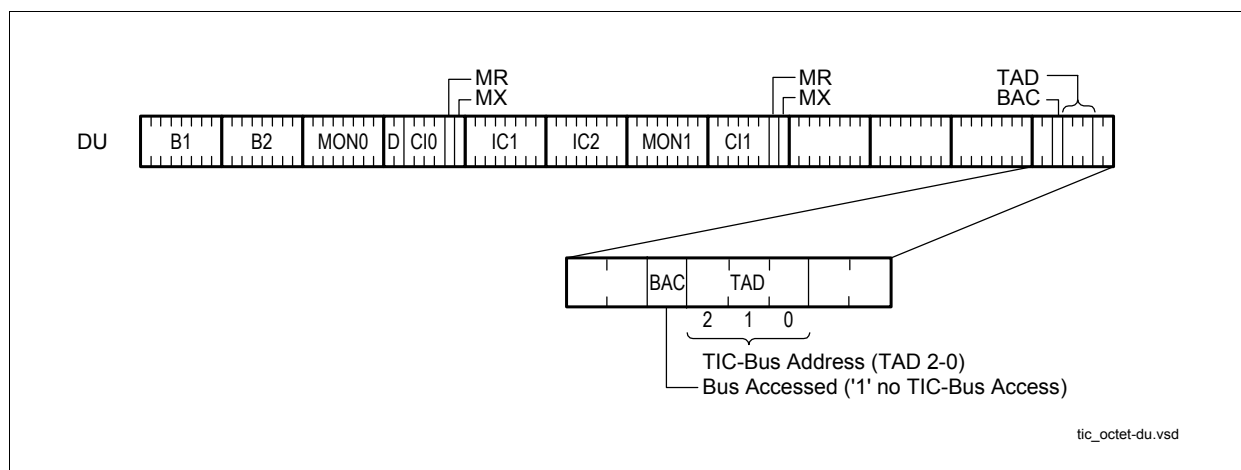 MR MR TAD
MX MX BAC
DU B1 B2 MON0 D CI0 IC1 IC2 MON1 CI1
BAC TAD
2 1 0
TIC-Bus Address (TAD 2-0)
Bus Accessed ('1' no TIC-Bus Access)
tic_octet-du.vsd